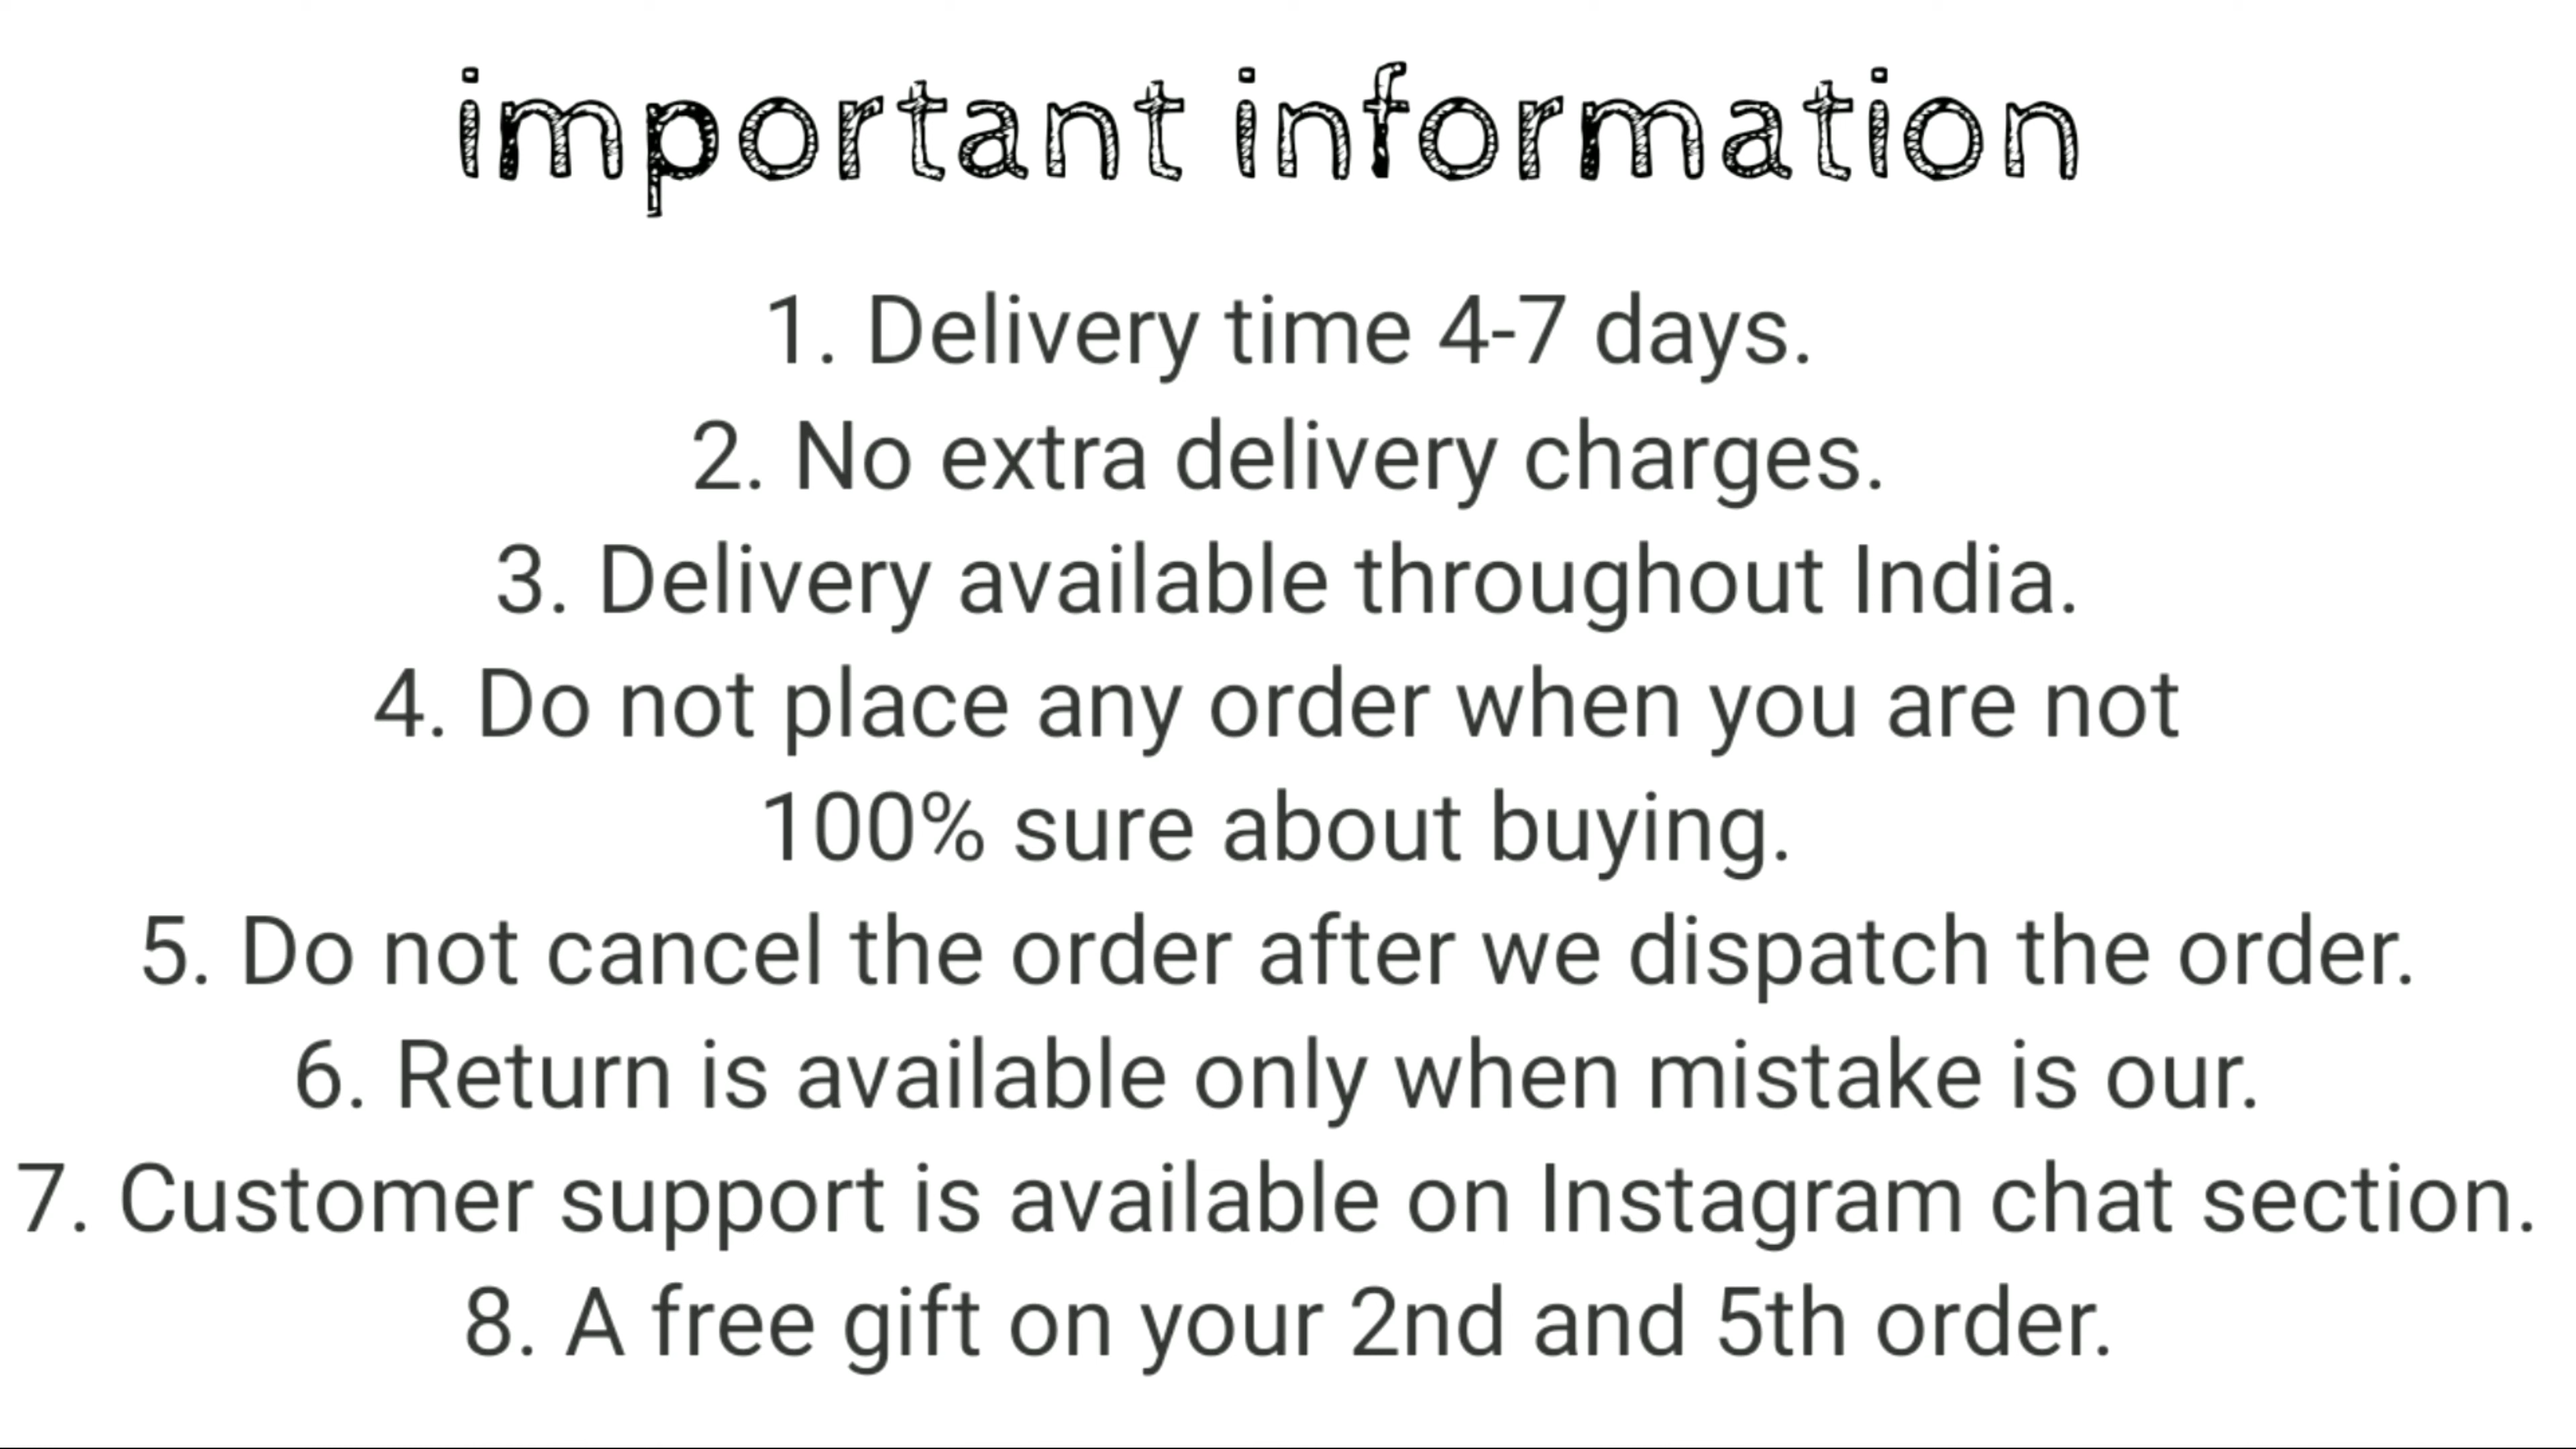 important information
1. Delivery time 4-7 days.
2. No extra delivery charges.
3. Delivery available throughout India.
4. Do not place any order when you are not
100% sure about buying.
5. Do not cancel the order after we dispatch the order.
6. Return is available only when mistake is our.
7. Customer support is available on Instagram chat section.
8. A free gift on your 2nd and 5th order.